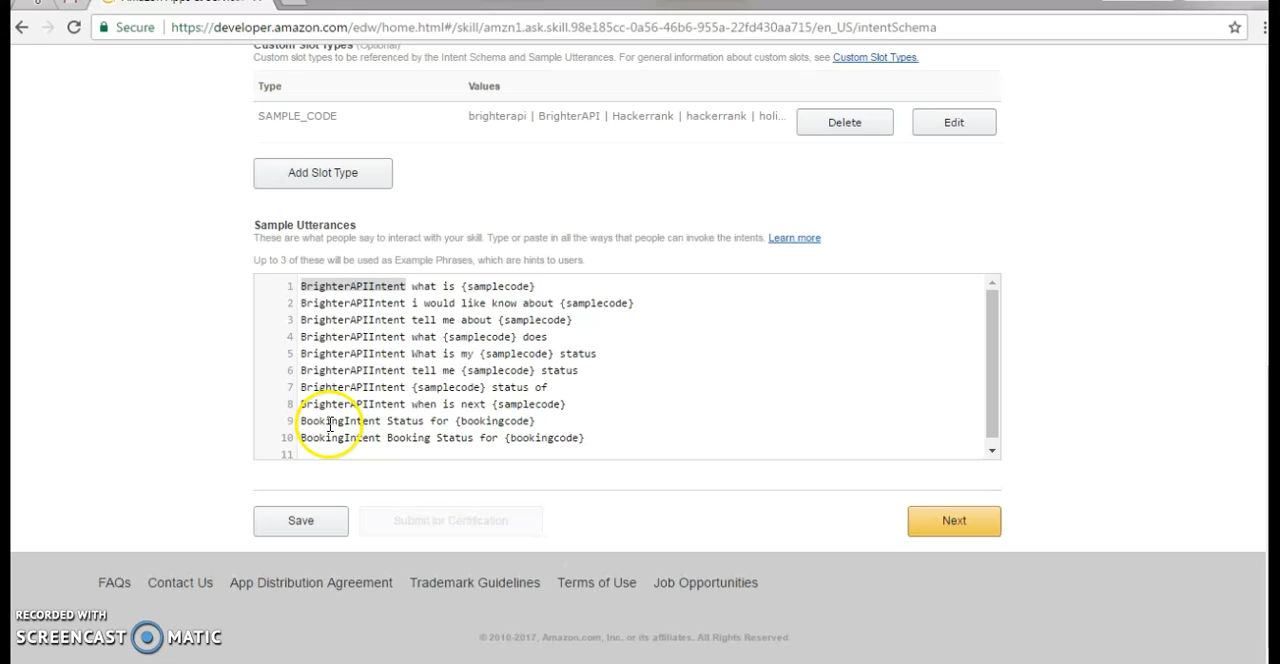 Secure https://developer.amazon.com/edw/home.html#/skill/amzn1.ask.skill.98e185cc-0a56-46b6-955a-22fd430aa715/en_US/intentSchema
Custom Slot Types (Optional)
Custom slot types to be referenced by the Intent Schema and Sample Utterances. For general information about custom slots, see Custom Slot Types.
Type Values
SAMPLE_CODE brighterapi | BrighterAPI | Hackerrank | hackerrank | holi... Delete Edit
Add Slot Type
Sample Utterances
These are what people say to interact with your skill. Type or paste in all the ways that people can invoke the intents. Learn more
Up to 3 of these will be used as Example Phrases, which are hints to users.
1 BrighterAPIIntent what is {samplecode}
2 BrighterAPIIntent i would like know about {samplecode}
3 BrighterAPIIntent tell me about {samplecode}
4 BrighterAPIIntent what {samplecode} does
5 BrighterAPIIntent What is my {samplecode} status
6 BrighterAPIIntent tell me {samplecode} status
7 BrighterAPIIntent {samplecode} status of
8 BrighterAPIIntent when is next {samplecode}
9 BookingIntent Status for {bookingcode}
10 BookingIntent Booking Status for {bookingcode}
11
Save Submit for Certification Next
FAQs Contact Us App Distribution Agreement Trademark Guidelines Terms of Use Job Opportunities
RECORDED WITH
SCREENCAST MATIC
© 2010-2017, Amazon.com, Inc. or its affiliates. All Rights Reserved.